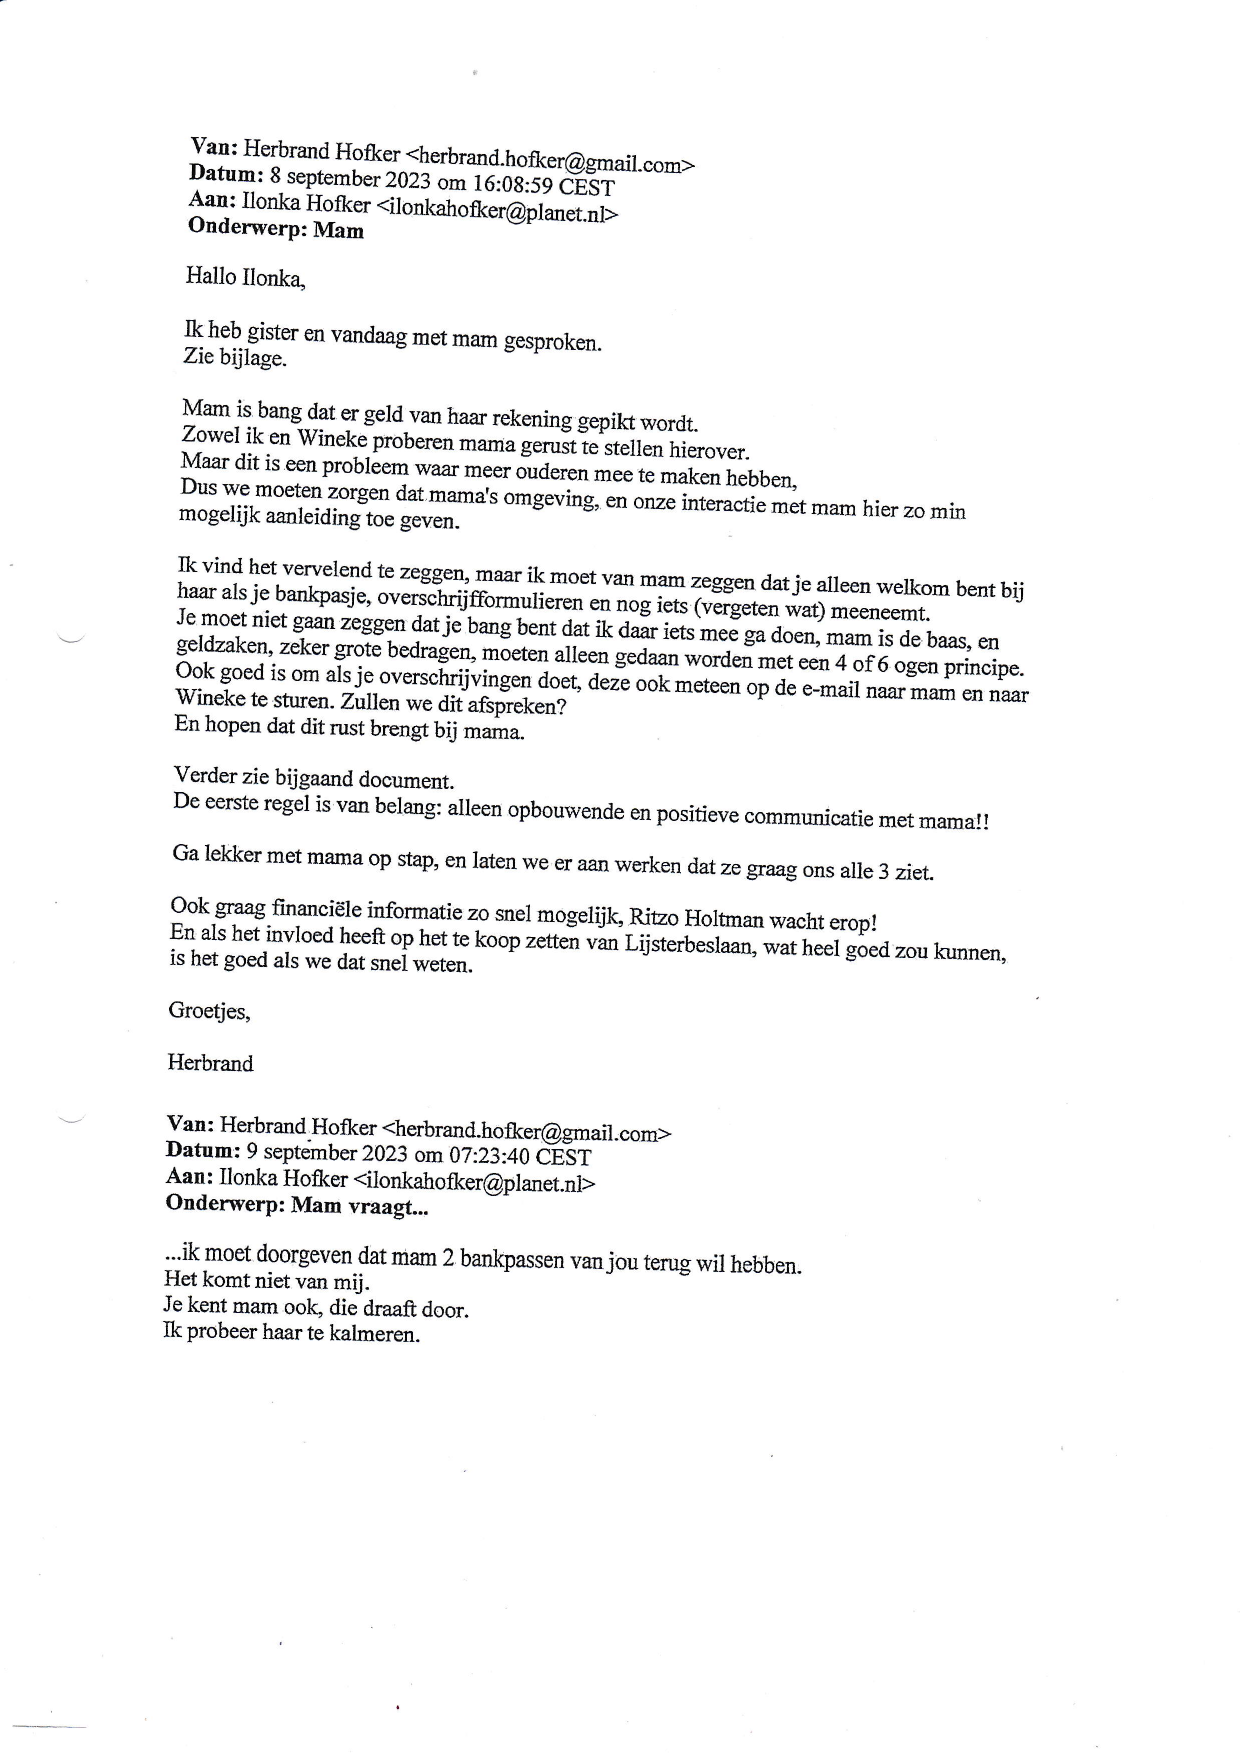 Van: Herbrand Hofker <herbrand.hofker@gmail.com>
Datum: 8 september 2023 om 16:08:59 CEST
Aan: Ilonka Hofker <ilonkahofker@planet.nl>
Onderwerp: Mam
Hallo Ilonka,
Ik heb gister en vandaag met mam gesproken.
Zie bijlage.
Mam is bang dat er geld van haar rekening gepikt wordt.
Zowel ik en Wineke proberen mama gerust te stellen hierover.
Maar dit is een probleem waar meer ouderen mee te maken hebben,
Dus we moeten zorgen dat mama's omgeving, en onze interactie met mam hier zo min
mogelijk aanleiding toe geven.
Ik vind het vervelend te zeggen, maar ik moet van mam zeggen dat je alleen welkom bent bij
haar als je bankpasje, overschrijfformulieren en nog iets (vergeten wat) meeneemt.
Je moet niet gaan zeggen dat je bang bent dat ik daar iets mee ga doen, mam is de baas, en
geldzaken, zeker grote bedragen, moeten alleen gedaan worden met een 4 of 6 ogen principe.
Ook goed is om als je overschrijvingen doet, deze ook meteen op de e-mail naar mam en naar
Wineke te sturen. Zullen we dit afspreken?
En hopen dat dit rust brengt bij mama.
Verder zie bijgaand document.
De eerste regel is van belang: alleen opbouwende en positieve communicatie met mama!!
Ga lekker met mama op stap, en laten we er aan werken dat ze graag ons alle 3 ziet.
Ook graag financiële informatie zo snel mogelijk, Ritzo Holtman wacht erop!
En als het invloed heeft op het te koop zetten van Lijsterbeslaan, wat heel goed zou kunnen,
is het goed als we dat snel weten.
Groetjes,
Herbrand
Van: Herbrand Hofker <herbrand.hofker@gmail.com>
Datum: 9 september 2023 om 07:23:40 CEST
Aan: Ilonka Hofker <ilonkahofker@planet.nl>
Onderwerp: Mam vraagt...
...ik moet doorgeven dat mam 2 bankpassen van jou terug wil hebben.
Het komt niet van mij.
Je kent mam ook, die draaft door.
Ik probeer haar te kalmeren.